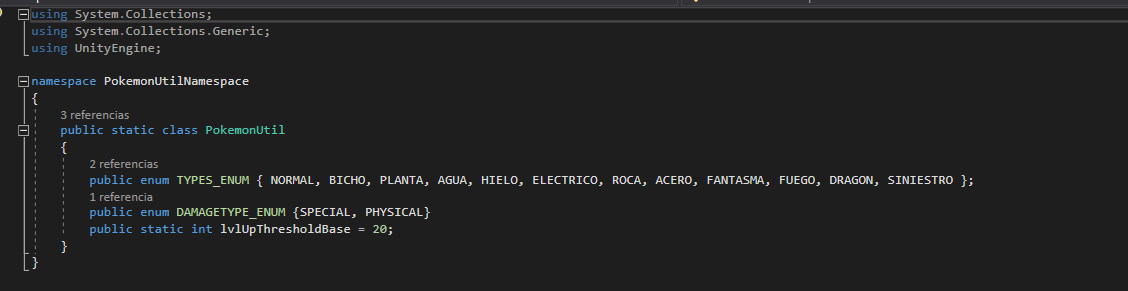 using System.Collections;
using System.Collections.Generic;
using UnityEngine;
namespace PokemonUtilNamespace
{
3 referencias
public static class PokemonUtil
{
2 referencias
public enum TYPES_ENUM { NORMAL, BICHO, PLANTA, AGUA, HIELO, ELECTRICO, ROCA, ACERO, FANTASMA, FUEGO, DRAGON, SINIESTRO };
1 referencia
public enum DAMAGETYPE_ENUM {SPECIAL, PHYSICAL}
public static int lvlUpThresholdBase = 20;
}
}